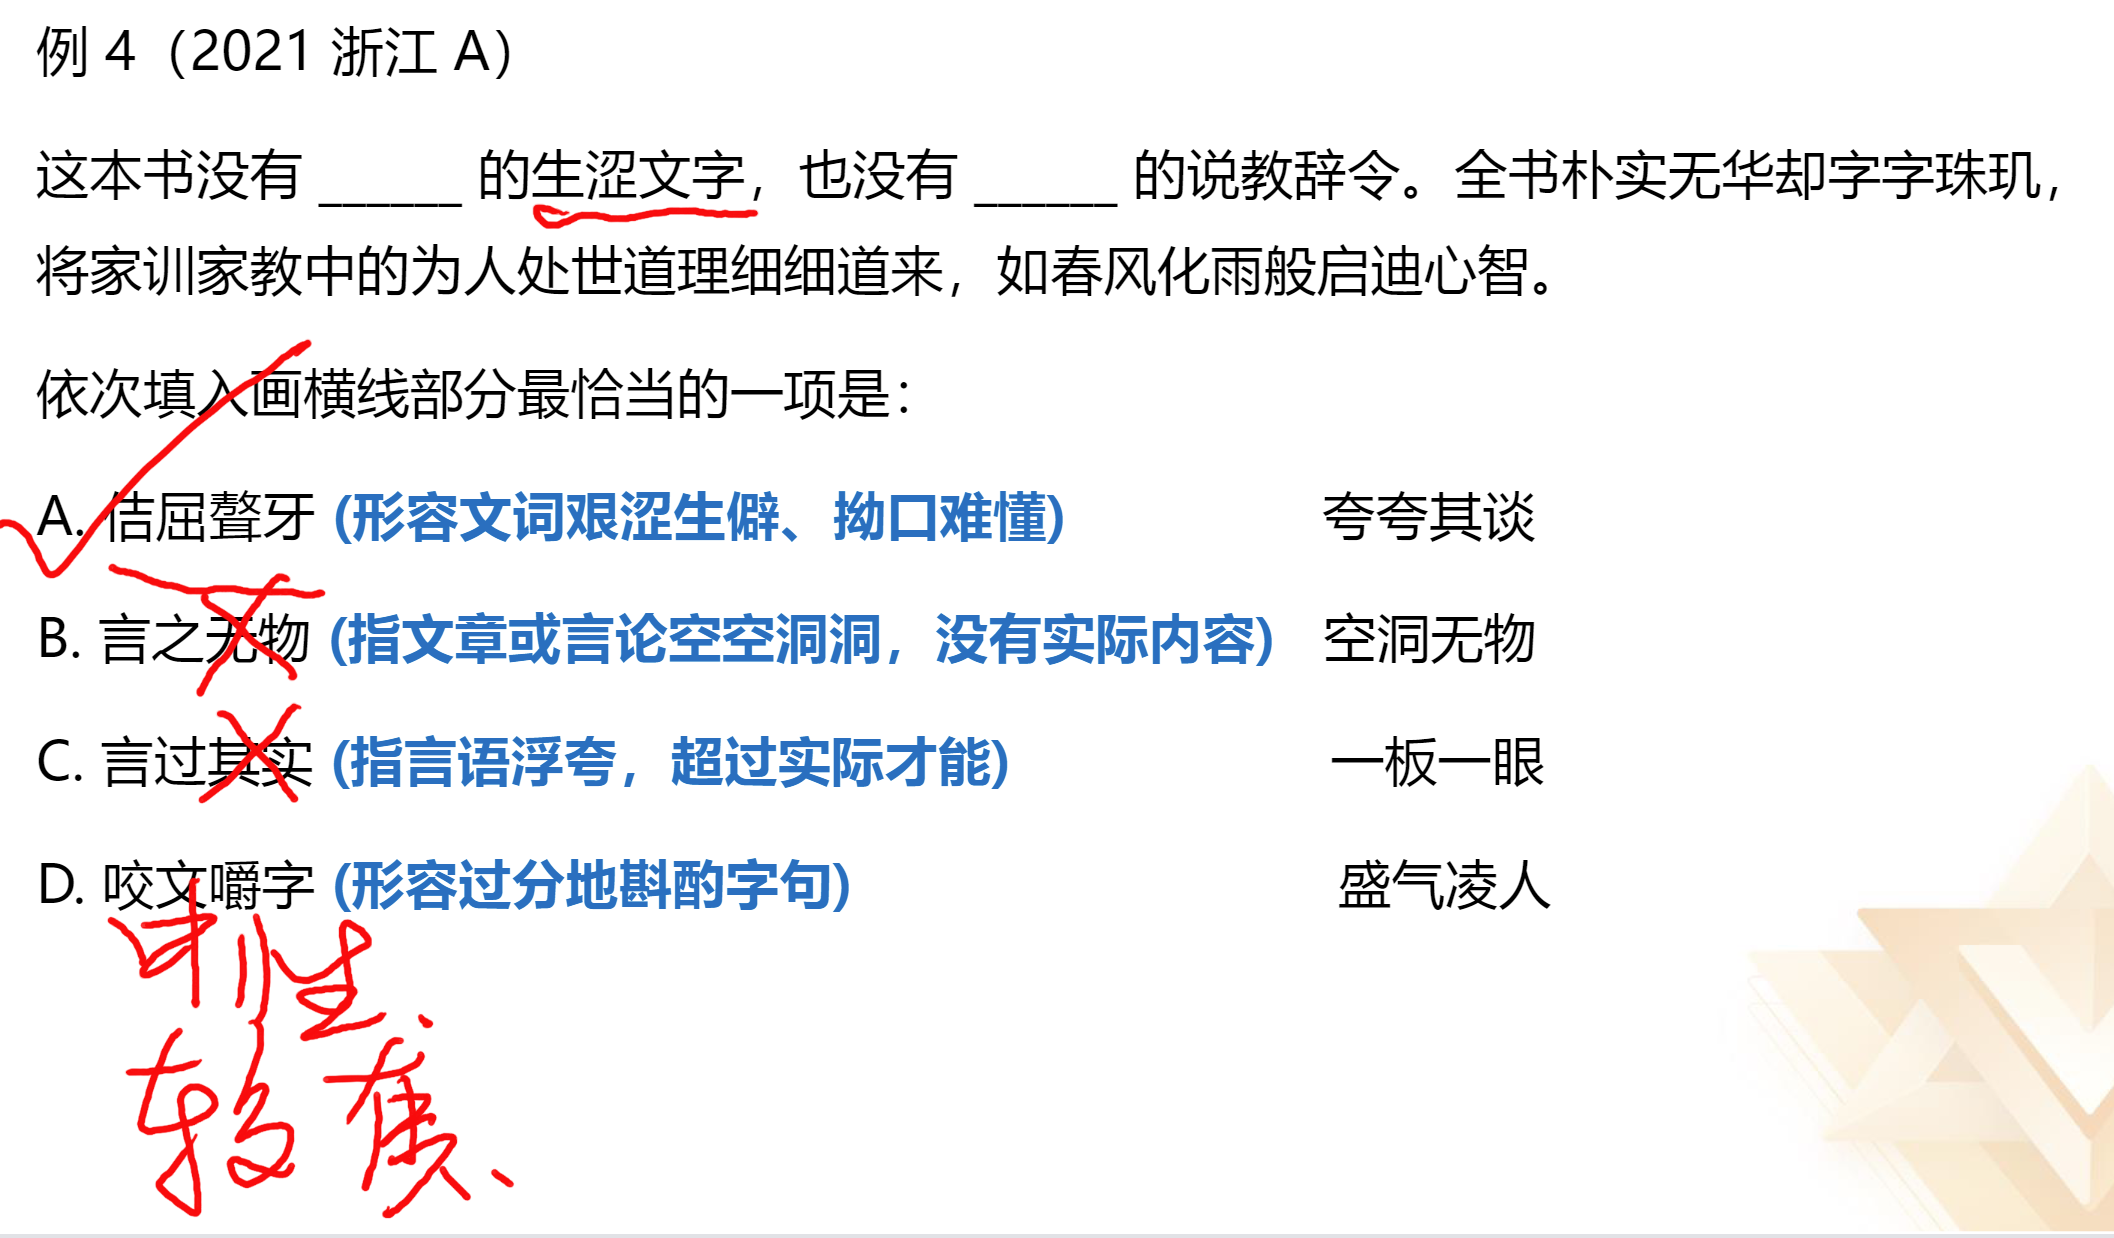 例 4（2021 浙江 A）
这本书没有 ______ 的生涩文字，也没有 ______ 的说教辞令。全书朴实无华却字字珠玑，
将家训家教中的为人处世道理细细道来，如春风化雨般启迪心智。
依次填入画横线部分最恰当的一项是：
A. 佶屈聱牙 (形容文词艰涩生僻、拗口难懂) 夸夸其谈
B. 言之无物 (指文章或言论空空洞洞，没有实际内容) 空洞无物
C. 言过其实 (指言语浮夸，超过实际才能) 一板一眼
D. 咬文嚼字 (形容过分地斟酌字句) 盛气凌人